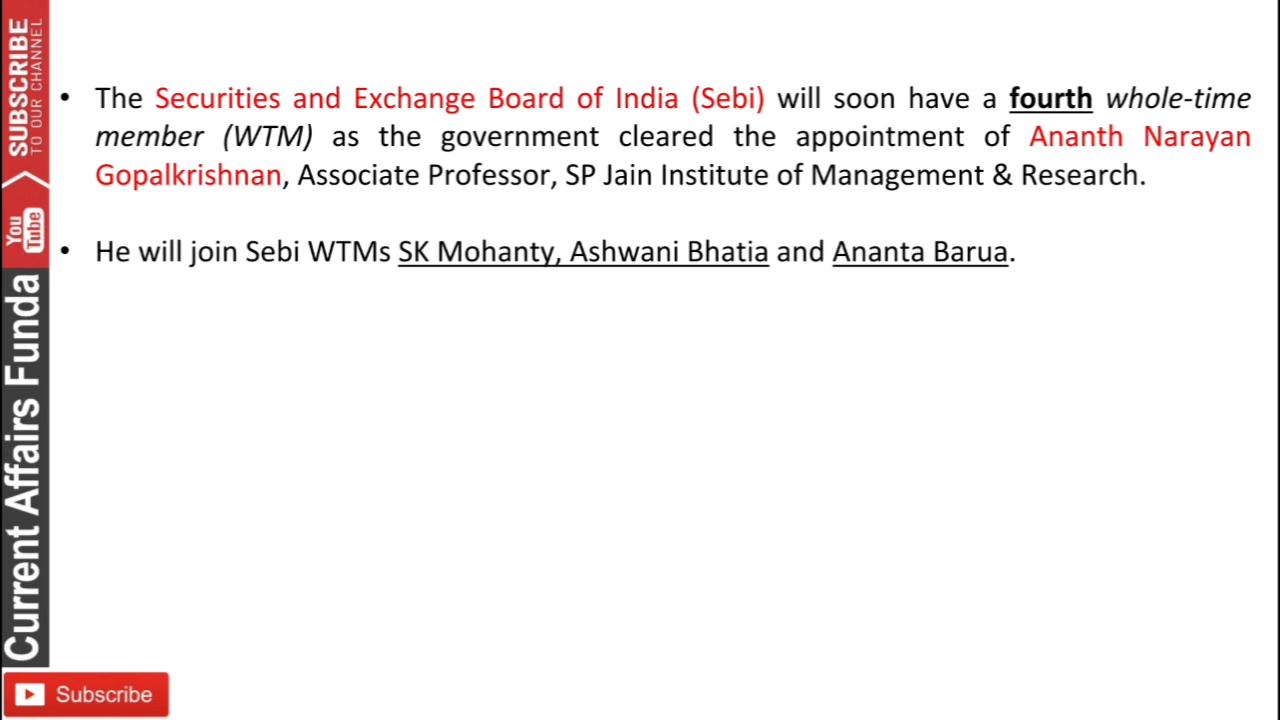 SUBSCRIBE
TO OUR CHANNEL
You
Tube
Current Affairs Funda
• The Securities and Exchange Board of India (Sebi) will soon have a fourth whole-time
member (WTM) as the government cleared the appointment of Ananth Narayan
Gopalkrishnan, Associate Professor, SP Jain Institute of Management & Research.
• He will join Sebi WTMs SK Mohanty, Ashwani Bhatia and Ananta Barua.
Subscribe